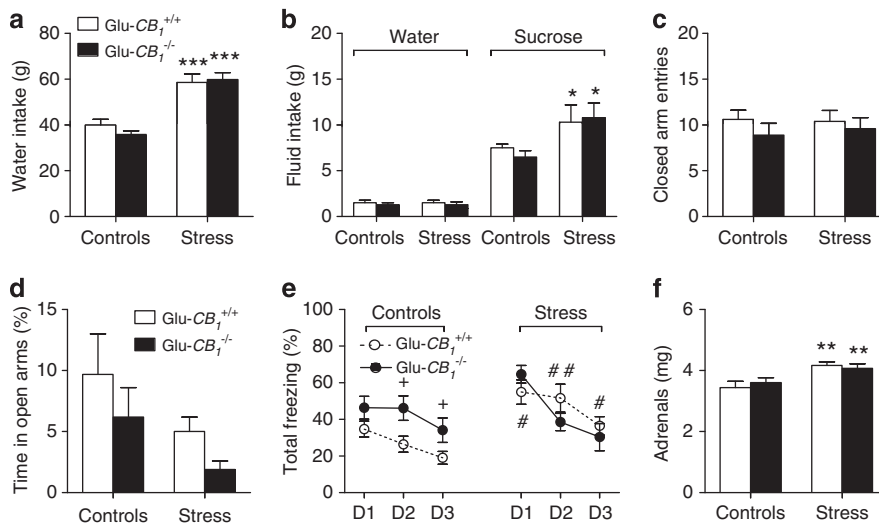 a
Glu-CB₁⁺/⁺
Glu-CB₁⁻/⁻
Water intake (g)
80
60
40
20
0
***
***
Controls
Stress
b
Water
Sucrose
Fluid intake (g)
20
15
10
5
0
*
*
Controls
Stress
Controls
Stress
c
Closed arm entries
20
15
10
5
0
Controls
Stress
d
Glu-CB₁⁺/⁺
Glu-CB₁⁻/⁻
Time in open arms (%)
15
10
5
0
Controls
Stress
e
Controls
Stress
Glu-CB₁⁺/⁺
Glu-CB₁⁻/⁻
Total freezing (%)
100
80
60
40
20
0
+
+
#
##
#
D1 D2 D3
D1 D2 D3
f
Adrenals (mg)
6
4
2
0
**
**
Controls
Stress